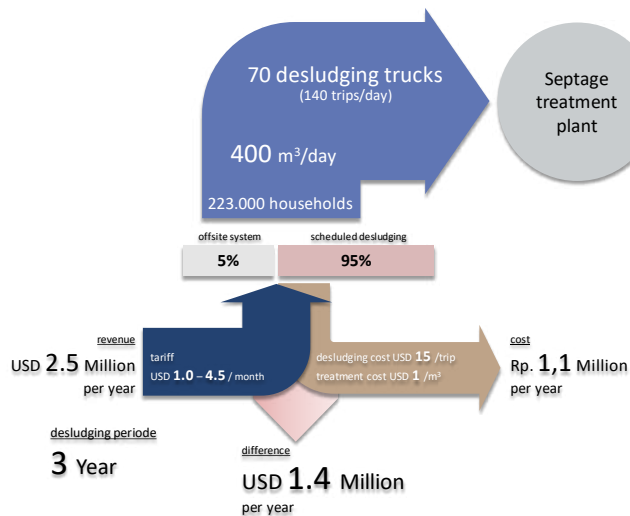 70 desludging trucks
(140 trips/day)
Septage
treatment
plant
400 m³/day
223.000 households
offsite system
scheduled desludging
5%
95%
revenue
USD 2.5 Million
per year
tariff
USD 1.0 – 4.5 / month
desludging cost USD 15 /trip
treatment cost USD 1 /m³
cost
Rp. 1,1 Million
per year
desludging periode
3 Year
difference
USD 1.4 Million
per year